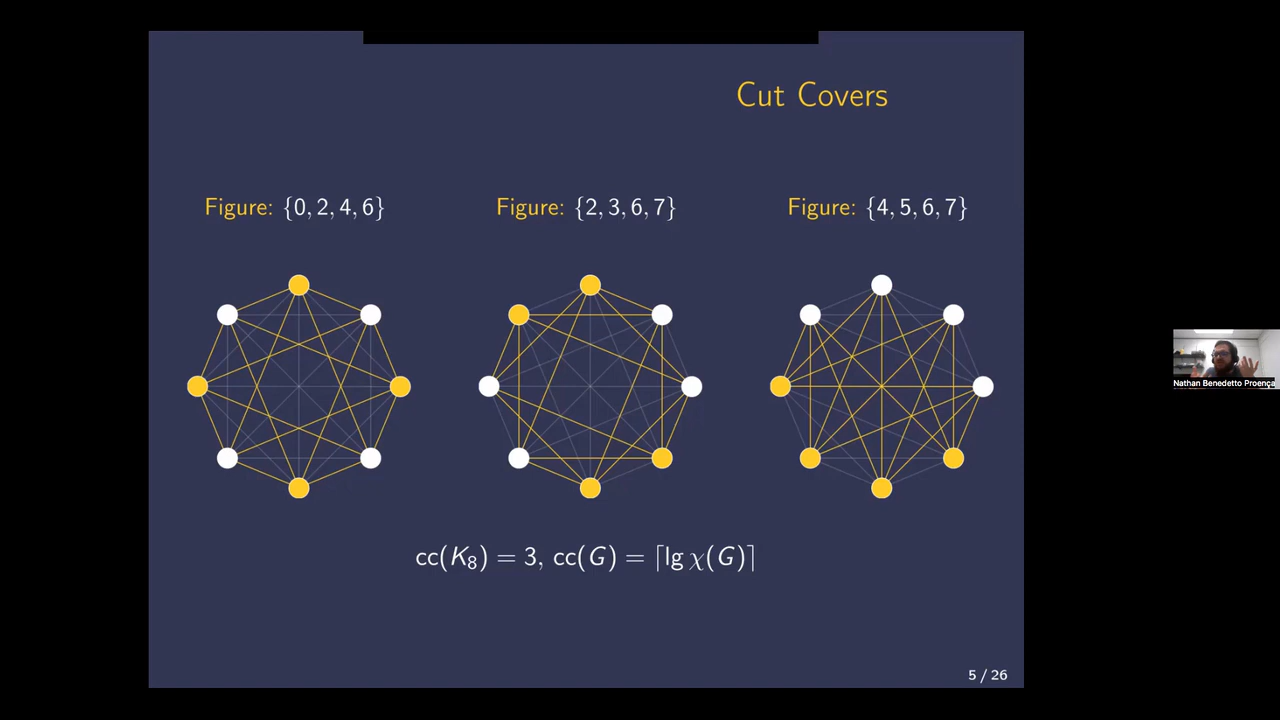 Cut Covers
Figure: {0, 2, 4, 6}
Figure: {2, 3, 6, 7}
Figure: {4, 5, 6, 7}
Nathan Benedetto Proença
cc(K₈) = 3, cc(G) = ⌈lg χ(G)⌉
5 / 26